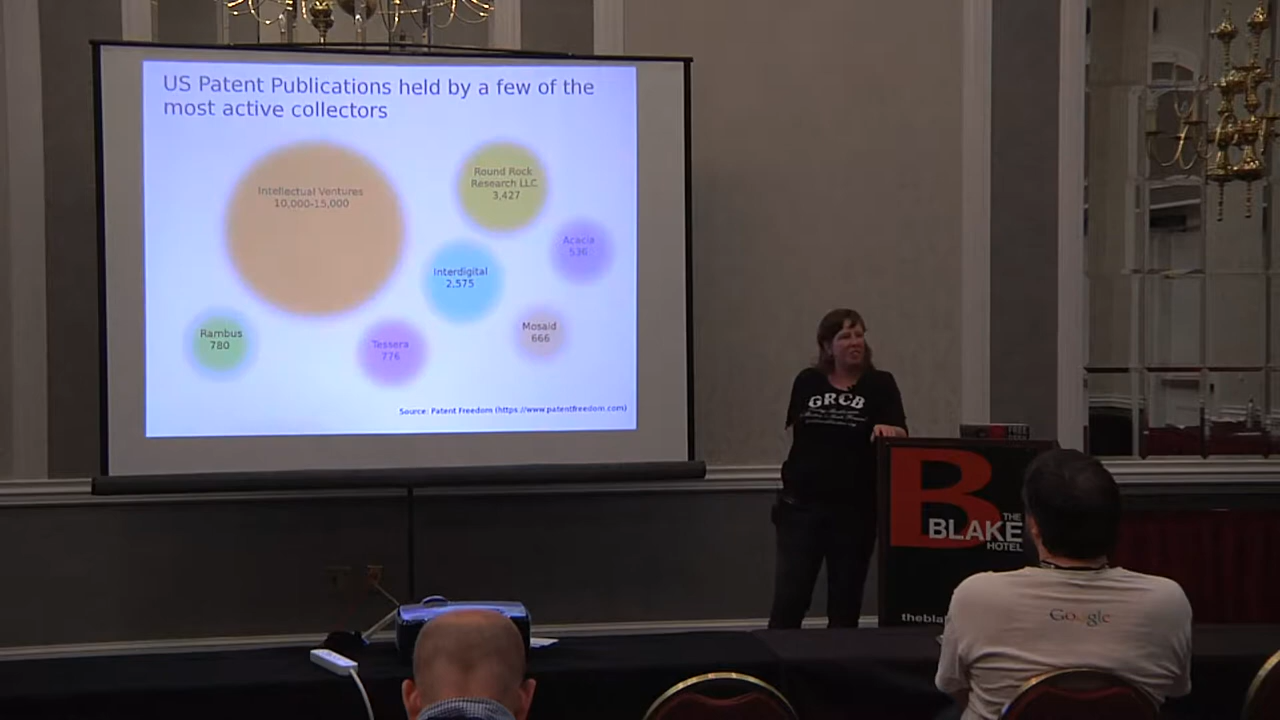 US Patent Publications held by a few of the
most active collectors
Intellectual Ventures
10,000-15,000
Round Rock
Research LLC
3,427
Acacia
536
Interdigital
2,575
Rambus
780
Tessera
776
Mosaid
666
Source: Patent Freedom (https://www.patentfreedom.com)
GRCB
FREE
B
THE
BLAKE
HOTEL
thebla
Google